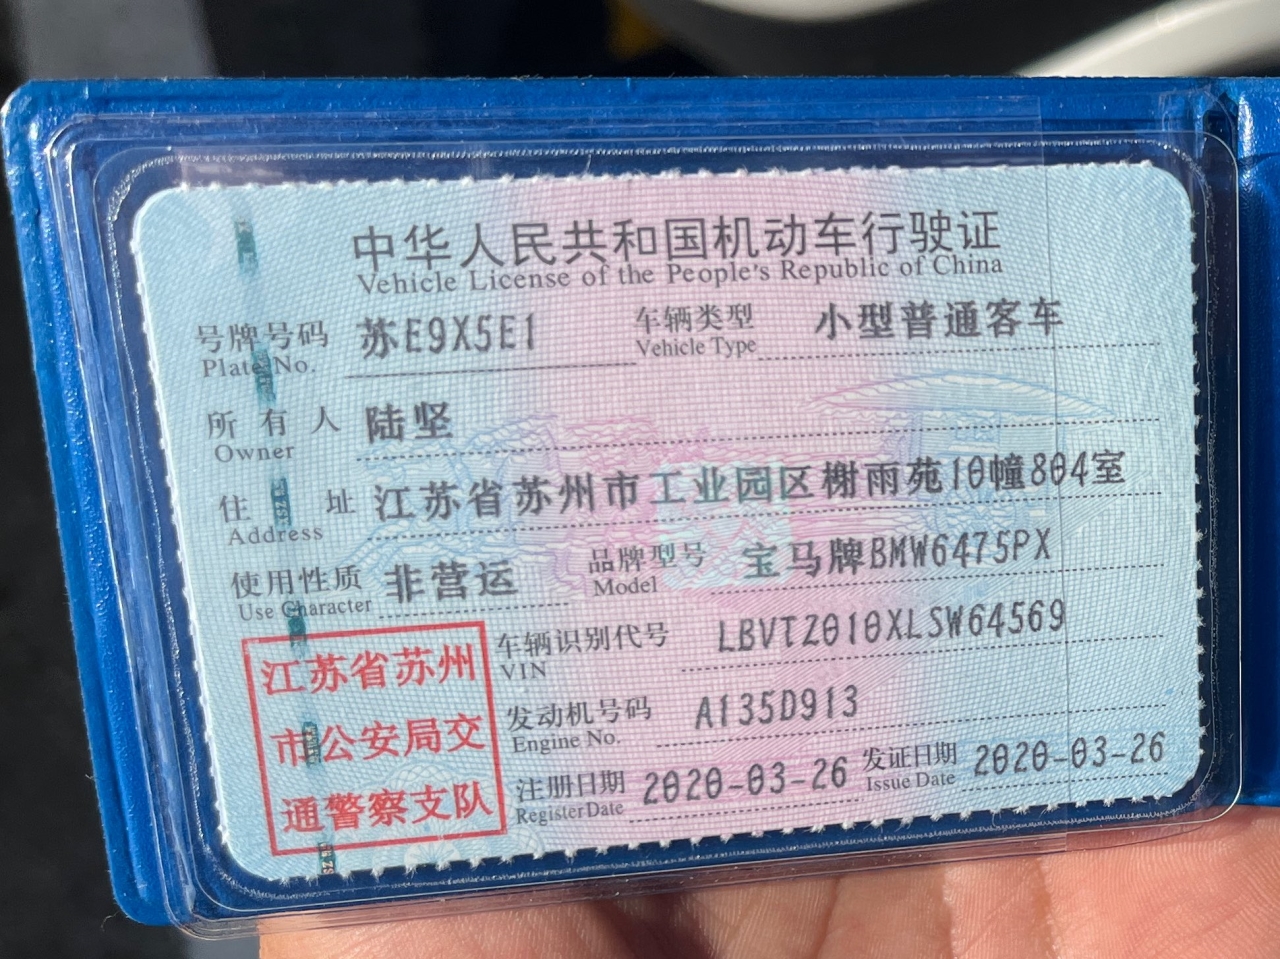 中华人民共和国机动车行驶证
Vehicle License of the People's Republic of China
号牌号码 苏E9X5E1 车辆类型 小型普通客车
Plate No. Vehicle Type
所有人 陆坚
Owner
住址 江苏省苏州市工业园区榭雨苑10幢804室
Address
使用性质 非营运 品牌型号 宝马牌BMW6475PX
Use Character Model
车辆识别代号 LBVTZ010XLSW64569
VIN
发动机号码 A135D913
Engine No.
注册日期 2020-03-26 发证日期 2020-03-26
Register Date Issue Date
江苏省苏州
市公安局交
通警察支队